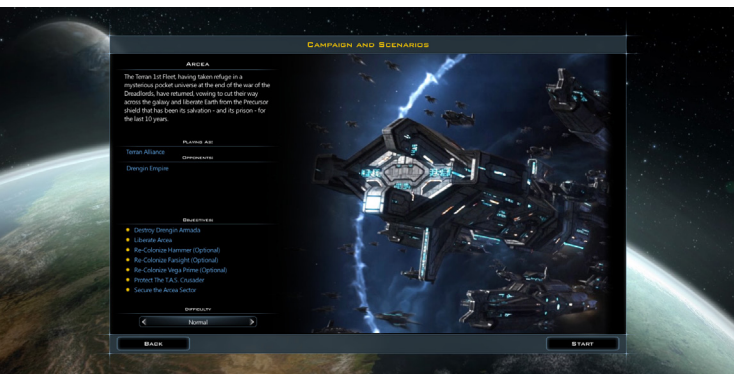 CAMPAIGN AND SCENARIOS
ARCEA
The Terran 1st Fleet, having taken refuge in a
mysterious pocket universe at the end of the war of the
Dreadlords, have returned, vowing to cut their way
across the galaxy and liberate Earth from the Precursor
shield that has been its salvation - and its prison - for
the last 10 years.
PLAYING AS:
Terran Alliance
OPPONENTS:
Drengin Empire
OBJECTIVES:
Destroy Drengin Armada
Liberate Arcea
Re-Colonize Hammer (Optional)
Re-Colonize Farsight (Optional)
Re-Colonize Vega Prime (Optional)
Protect The T.A.S. Crusader
Secure the Arcea Sector
DIFFICULTY
< Normal >
BACK
START